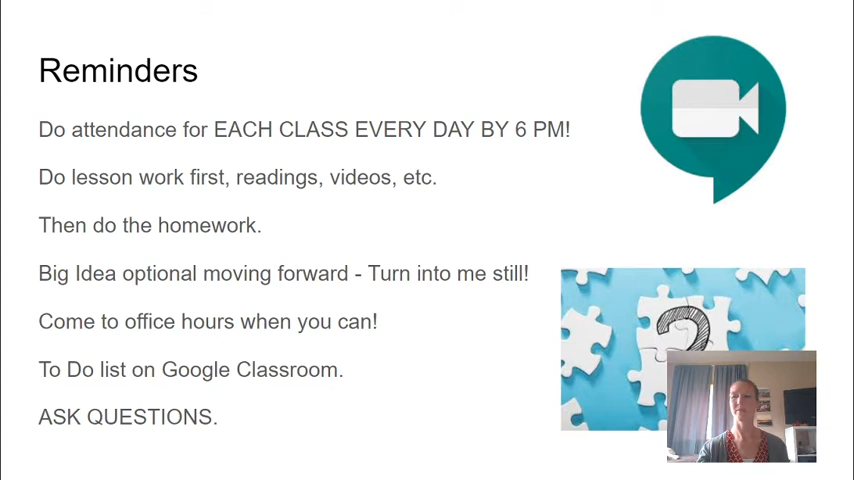 Reminders
Do attendance for EACH CLASS EVERY DAY BY 6 PM!
Do lesson work first, readings, videos, etc.
Then do the homework.
Big Idea optional moving forward - Turn into me still!
Come to office hours when you can!
To Do list on Google Classroom.
ASK QUESTIONS.
?